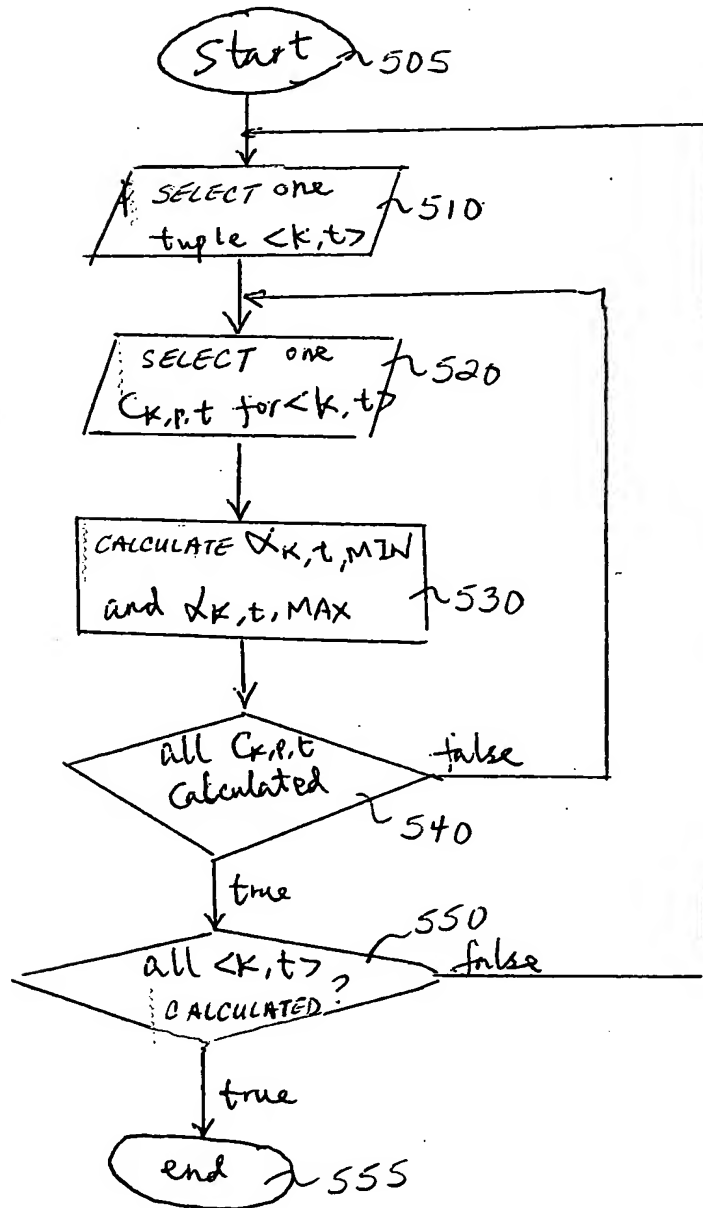 Start 505
SELECT one 510
tuple <K,t>
SELECT one 520
CK,p,t for <K,t>
CALCULATE αK,t,MIN
and αK,t,MAX 530
all CK,p,t false
Calculated
540
true
550
all <K,t> false
CALCULATED?
true
end 555